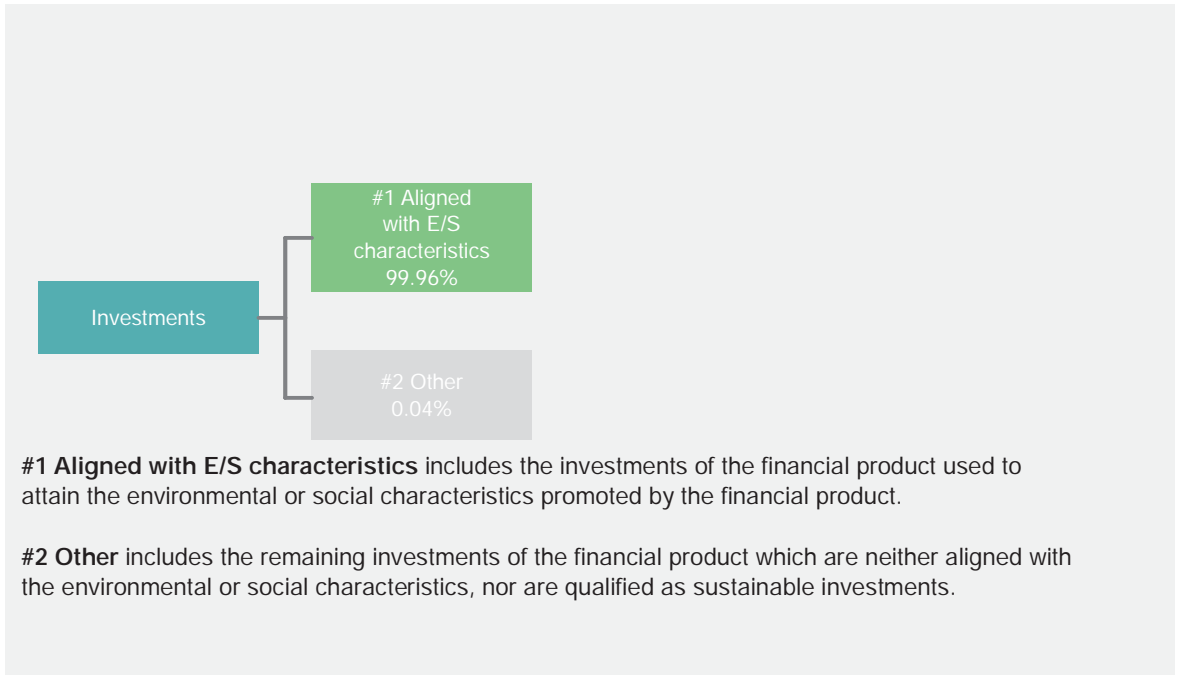 #1 Aligned
with E/S
characteristics
99.96%
Investments
#2 Other
0.04%
#1 Aligned with E/S characteristics includes the investments of the financial product used to
attain the environmental or social characteristics promoted by the financial product.
#2 Other includes the remaining investments of the financial product which are neither aligned with
the environmental or social characteristics, nor are qualified as sustainable investments.